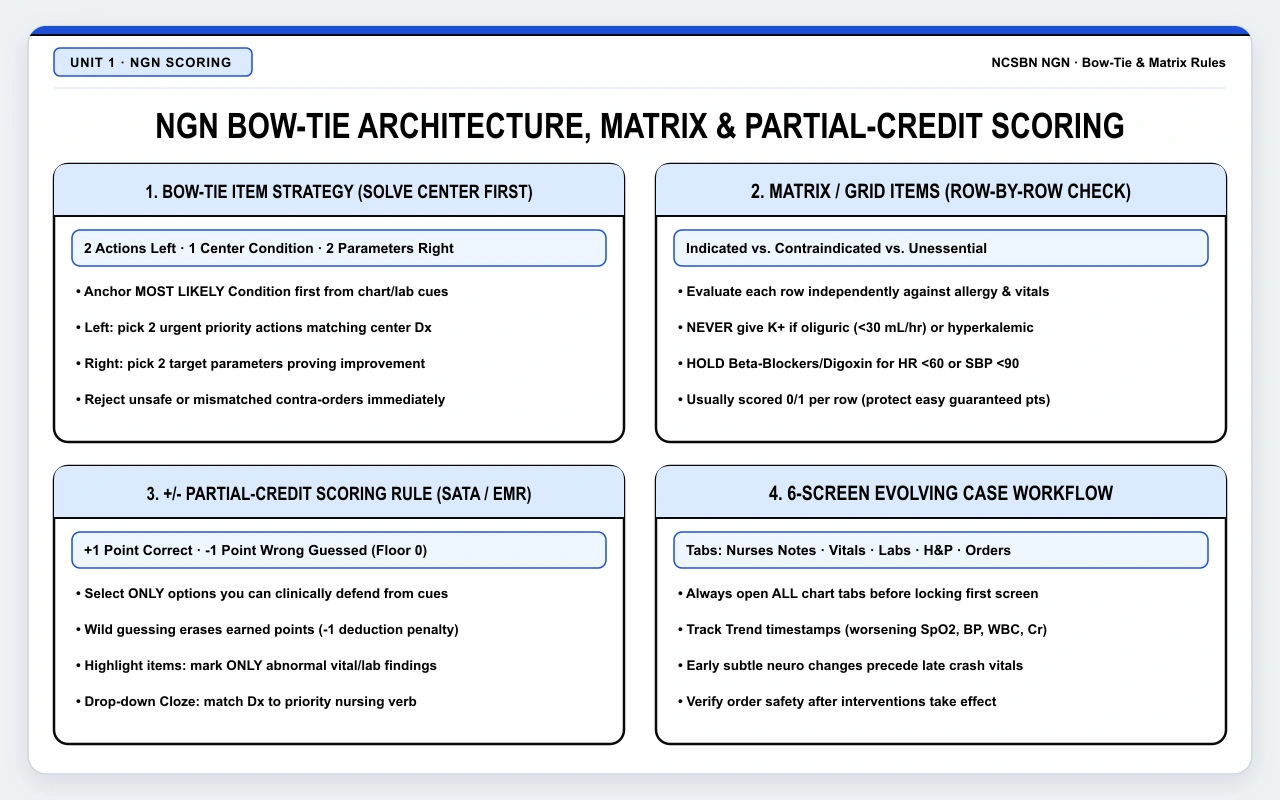 UNIT 1 · NGN SCORING
NCSBN NGN · Bow-Tie & Matrix Rules
NGN BOW-TIE ARCHITECTURE, MATRIX & PARTIAL-CREDIT SCORING
1. BOW-TIE ITEM STRATEGY (SOLVE CENTER FIRST)
2 Actions Left · 1 Center Condition · 2 Parameters Right
• Anchor MOST LIKELY Condition first from chart/lab cues
• Left: pick 2 urgent priority actions matching center Dx
• Right: pick 2 target parameters proving improvement
• Reject unsafe or mismatched contra-orders immediately
2. MATRIX / GRID ITEMS (ROW-BY-ROW CHECK)
Indicated vs. Contraindicated vs. Unessential
• Evaluate each row independently against allergy & vitals
• NEVER give K+ if oliguric (<30 mL/hr) or hyperkalemic
• HOLD Beta-Blockers/Digoxin for HR <60 or SBP <90
• Usually scored 0/1 per row (protect easy guaranteed pts)
3. +/- PARTIAL-CREDIT SCORING RULE (SATA / EMR)
+1 Point Correct · -1 Point Wrong Guessed (Floor 0)
• Select ONLY options you can clinically defend from cues
• Wild guessing erases earned points (-1 deduction penalty)
• Highlight items: mark ONLY abnormal vital/lab findings
• Drop-down Cloze: match Dx to priority nursing verb
4. 6-SCREEN EVOLVING CASE WORKFLOW
Tabs: Nurses Notes · Vitals · Labs · H&P · Orders
• Always open ALL chart tabs before locking first screen
• Track Trend timestamps (worsening SpO2, BP, WBC, Cr)
• Early subtle neuro changes precede late crash vitals
• Verify order safety after interventions take effect